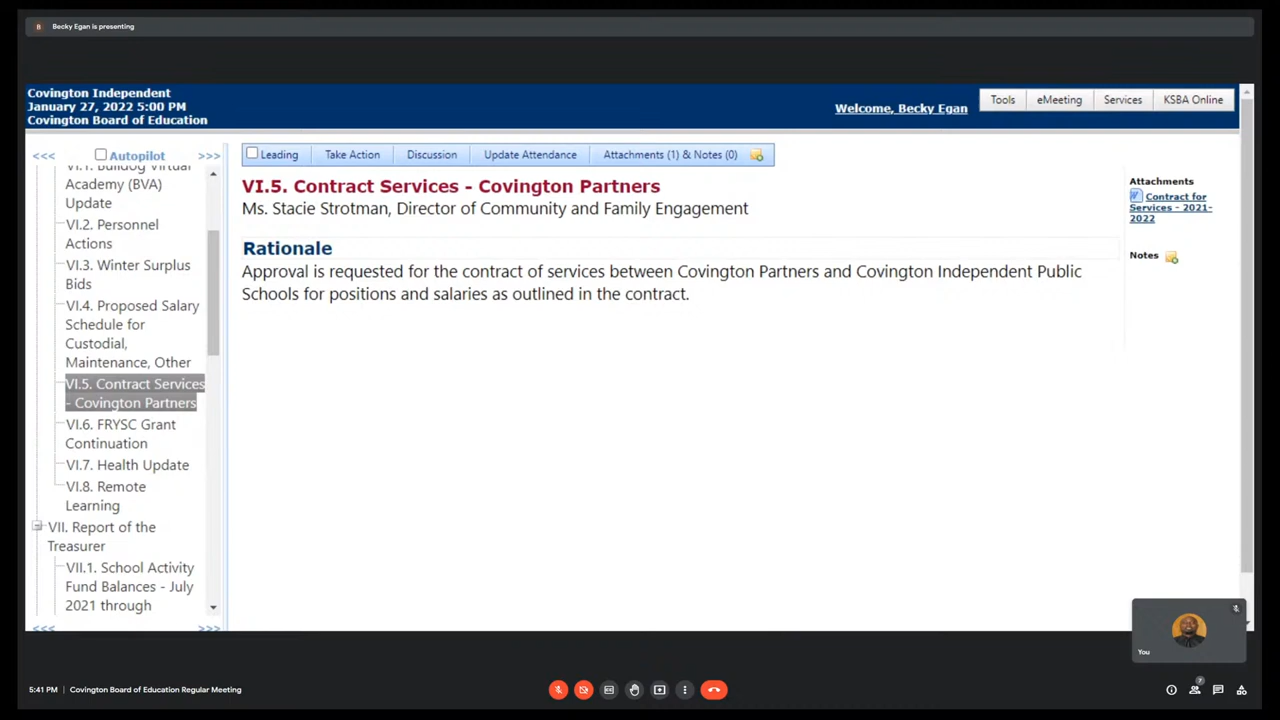 B Becky Egan is presenting
Covington Independent
January 27, 2022 5:00 PM
Covington Board of Education
Welcome, Becky Egan
Tools eMeeting Services KSBA Online
<<< Autopilot >>>
VI.1. Bulldog Virtual
Academy (BVA)
Update
VI.2. Personnel
Actions
VI.3. Winter Surplus
Bids
VI.4. Proposed Salary
Schedule for
Custodial,
Maintenance, Other
VI.5. Contract Services
- Covington Partners
VI.6. FRYSC Grant
Continuation
VI.7. Health Update
VI.8. Remote
Learning
VII. Report of the
Treasurer
VII.1. School Activity
Fund Balances - July
2021 through
<<< >>>
Leading Take Action Discussion Update Attendance Attachments (1) & Notes (0)
VI.5. Contract Services - Covington Partners
Ms. Stacie Strotman, Director of Community and Family Engagement
Rationale
Approval is requested for the contract of services between Covington Partners and Covington Independent Public
Schools for positions and salaries as outlined in the contract.
Attachments
Contract for
Services - 2021-
2022
Notes
You
5:41 PM | Covington Board of Education Regular Meeting
7